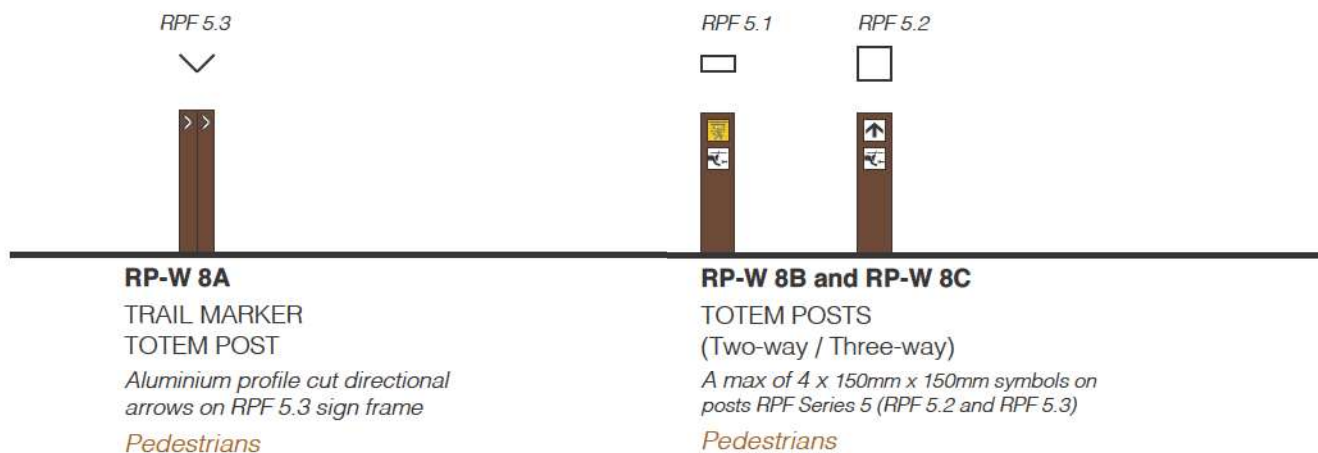 RPF 5.3
RP-W 8A
TRAIL MARKER
TOTEM POST
Aluminium profile cut directional
arrows on RPF 5.3 sign frame
Pedestrians
RPF 5.1 RPF 5.2
RP-W 8B and RP-W 8C
TOTEM POSTS
(Two-way / Three-way)
A max of 4 x 150mm x 150mm symbols on
posts RPF Series 5 (RPF 5.2 and RPF 5.3)
Pedestrians